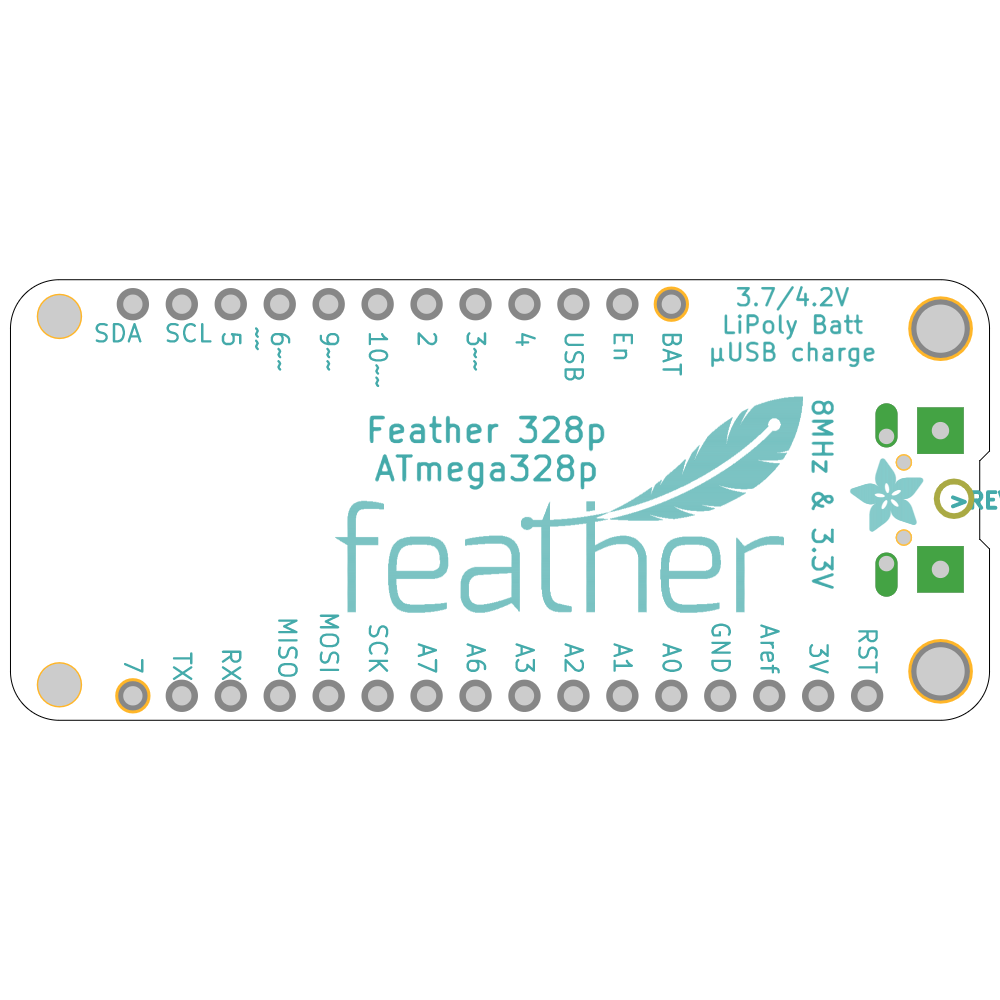 3.7/4.2V
LiPoly Batt
µUSB charge
SDA
SCL
5
~~
6~~
9~~
10~~
2
3~~
4
USB
En
BAT
Feather 328p
ATmega328p
8MHz & 3.3V
feather
>REV
7
TX
RX
MISO
MOSI
SCK
A7
A6
A3
A2
A1
A0
GND
Aref
3V
RST